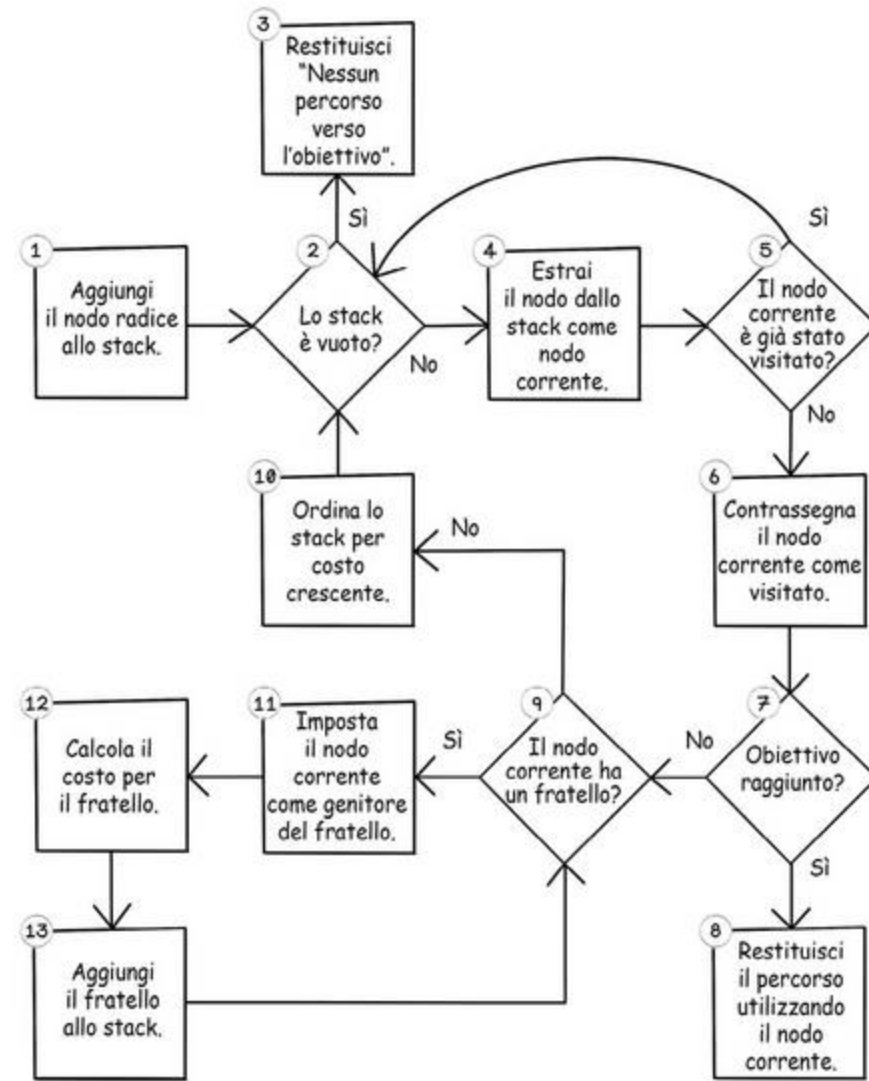 3
Restituisci
“Nessun
percorso
verso
l’obiettivo”.
Sì
1
Aggiungi
il nodo radice
allo stack.
2
Lo stack
è vuoto?
No
4
Estrai
il nodo dallo
stack come
nodo
corrente.
Sì
5
Il nodo
corrente
è già stato
visitato?
No
6
Contrassegna
il nodo
corrente come
visitato.
10
Ordina lo
stack per
costo
crescente.
No
7
Obiettivo
raggiunto?
No
Sì
8
Restituisci
il percorso
utilizzando
il nodo
corrente.
9
Il nodo
corrente ha
un fratello?
Sì
11
Imposta
il nodo
corrente
come genitore
del fratello.
12
Calcola il
costo per
il fratello.
13
Aggiungi
il fratello
allo stack.